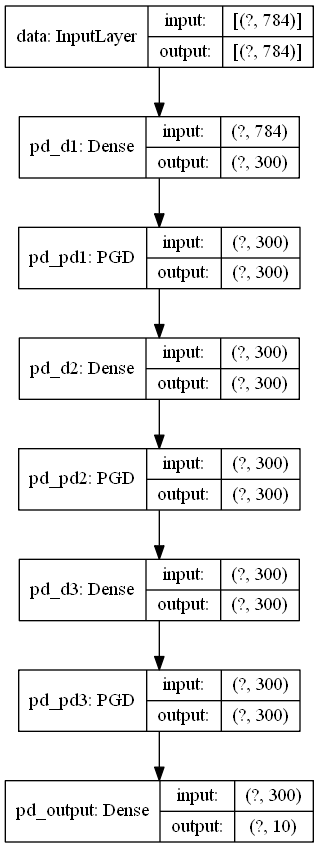 data: InputLayer
input: [(?, 784)]
output: [(?, 784)]
pd_d1: Dense
input: (?, 784)
output: (?, 300)
pd_pd1: PGD
input: (?, 300)
output: (?, 300)
pd_d2: Dense
input: (?, 300)
output: (?, 300)
pd_pd2: PGD
input: (?, 300)
output: (?, 300)
pd_d3: Dense
input: (?, 300)
output: (?, 300)
pd_pd3: PGD
input: (?, 300)
output: (?, 300)
pd_output: Dense
input: (?, 300)
output: (?, 10)